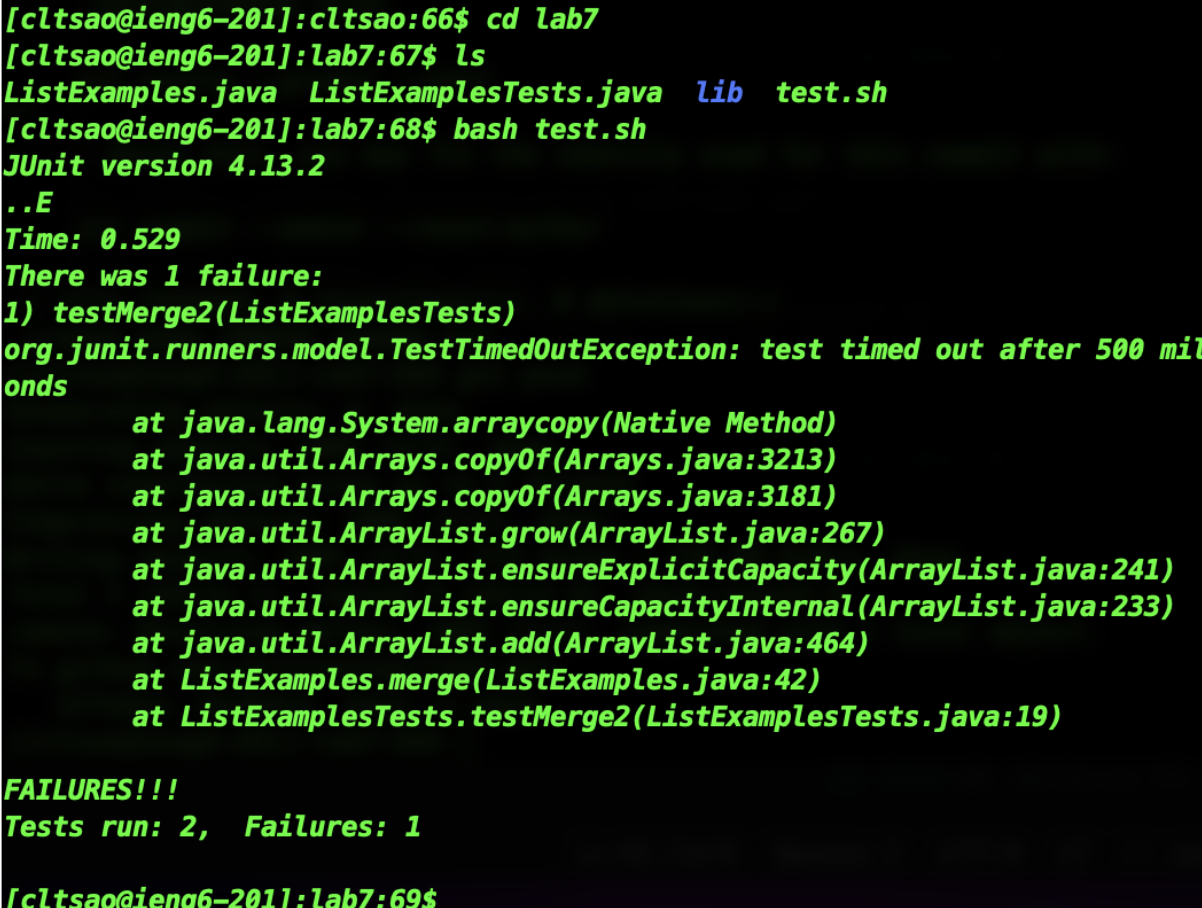 [cltsao@ieng6-201]:cltsao:66$ cd lab7
[cltsao@ieng6-201]:lab7:67$ ls
ListExamples.java  ListExamplesTests.java  lib  test.sh
[cltsao@ieng6-201]:lab7:68$ bash test.sh
JUnit version 4.13.2
..E
Time: 0.529
There was 1 failure:
1) testMerge2(ListExamplesTests)
org.junit.runners.model.TestTimedOutException: test timed out after 500 mil
onds
        at java.lang.System.arraycopy(Native Method)
        at java.util.Arrays.copyOf(Arrays.java:3213)
        at java.util.Arrays.copyOf(Arrays.java:3181)
        at java.util.ArrayList.grow(ArrayList.java:267)
        at java.util.ArrayList.ensureExplicitCapacity(ArrayList.java:241)
        at java.util.ArrayList.ensureCapacityInternal(ArrayList.java:233)
        at java.util.ArrayList.add(ArrayList.java:464)
        at ListExamples.merge(ListExamples.java:42)
        at ListExamplesTests.testMerge2(ListExamplesTests.java:19)

FAILURES!!!
Tests run: 2,  Failures: 1

[cltsao@ieng6-201]:lab7:69$